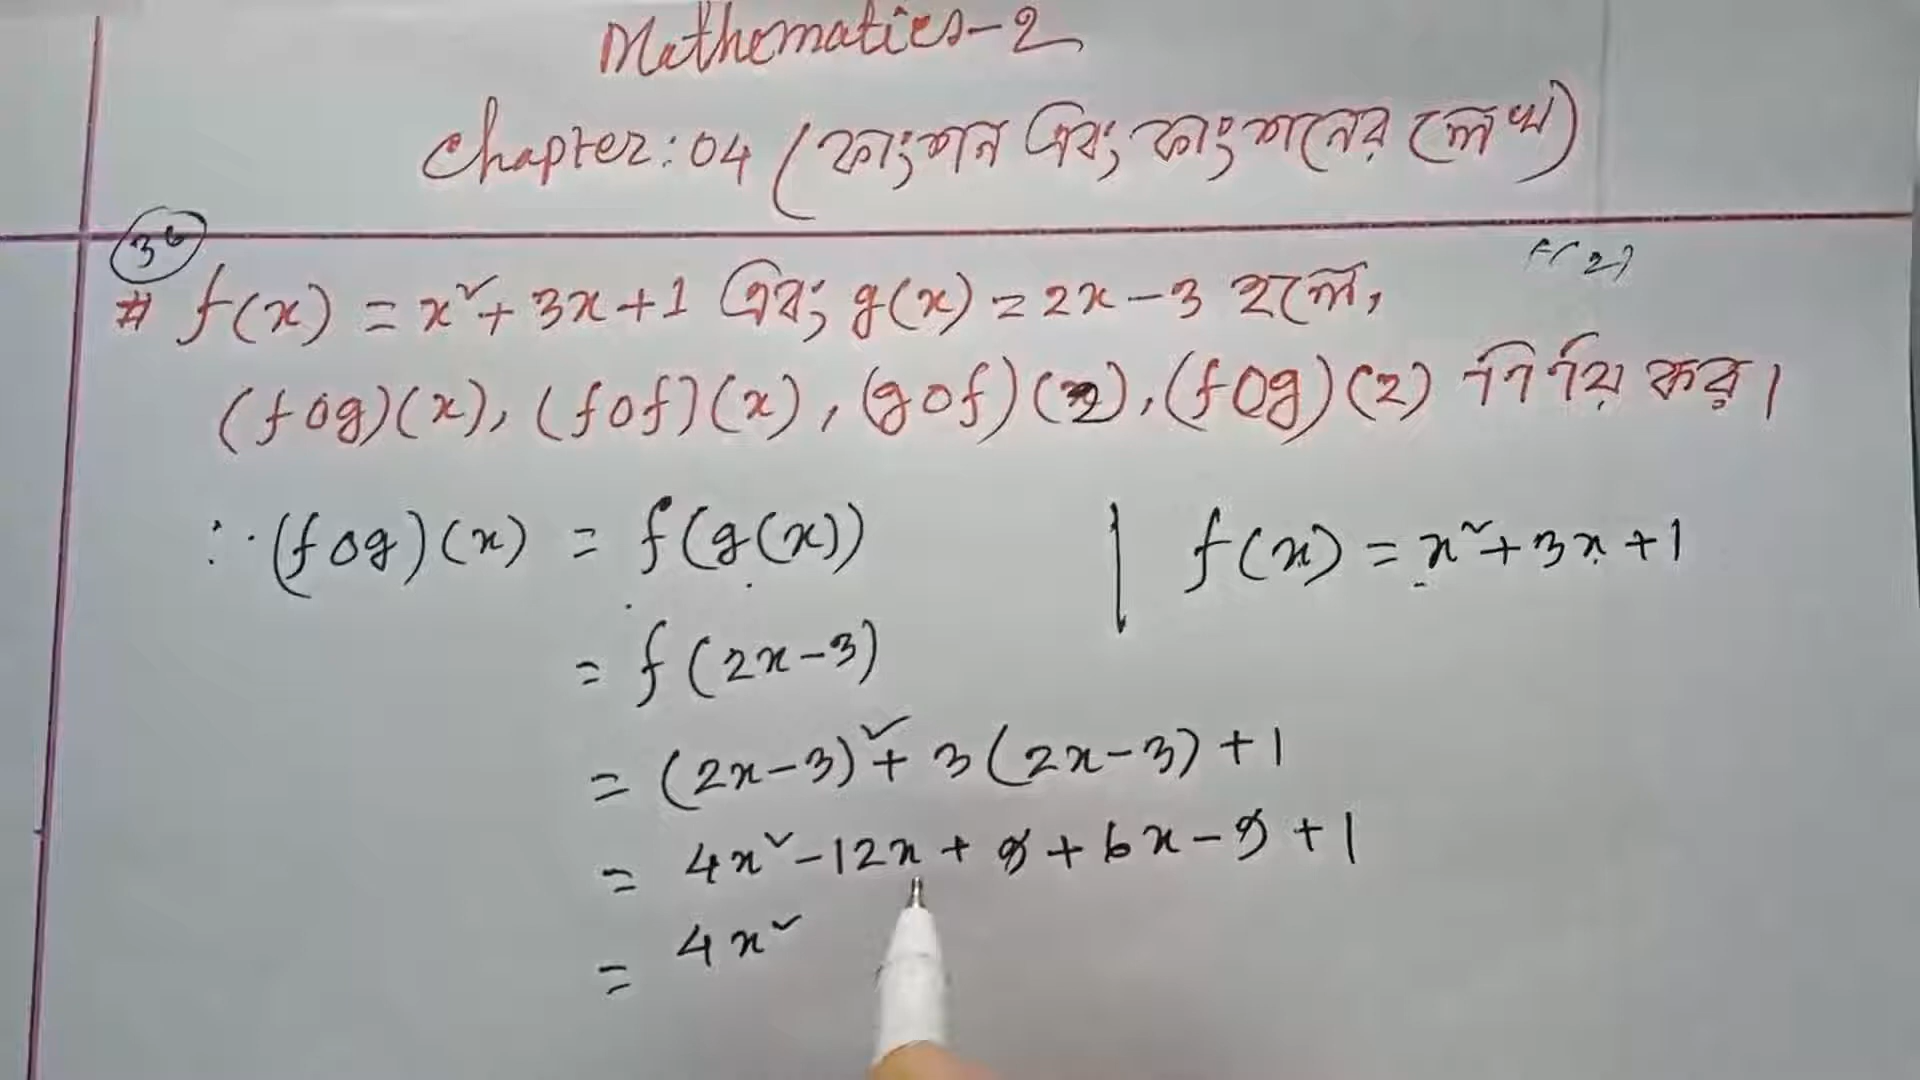 Mathematics-2
Chapter: 04 (ফাংশন এবং ফাংশনের লেখ)
# f(x) = x² + 3x + 1 এবং g(x) = 2x - 3 হলে,
(fog)(x), (fof)(x), (gof)(2), (fog)(2) নির্ণয় কর।
∴ (fog)(x) = f(g(x))
f(x) = x² + 3x + 1
= f(2x-3)
= (2x-3)² + 3(2x-3) + 1
= 4x² - 12x + 9 + 6x - 9 + 1
= 4x²